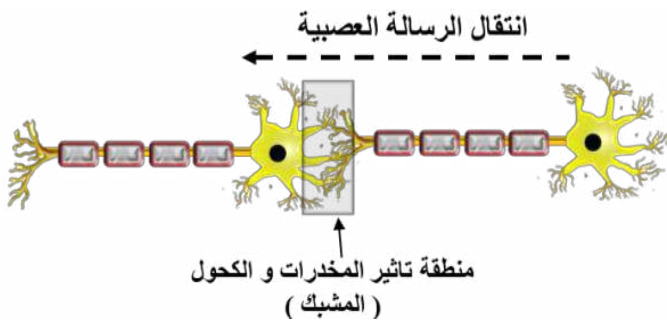 انتقال الرسالة العصبية
منطقة تاثير المخدرات و الكحول
( المشبك )